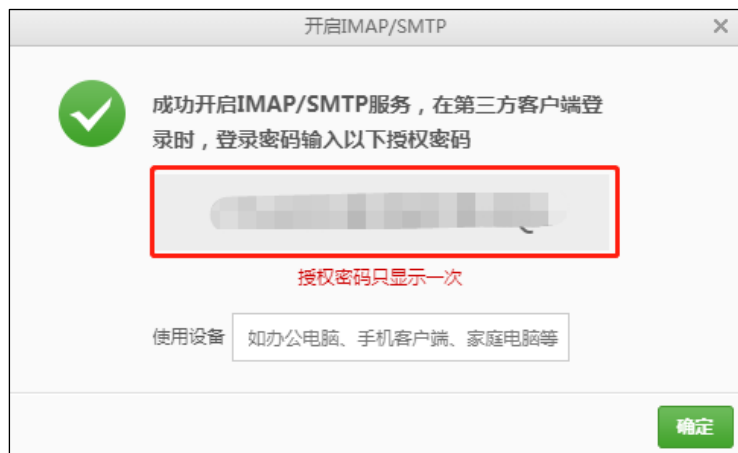 开启IMAP/SMTP
成功开启IMAP/SMTP服务，在第三方客户端登
录时，登录密码输入以下授权密码
授权密码只显示一次
使用设备 如办公电脑、手机客户端、家庭电脑等
确定